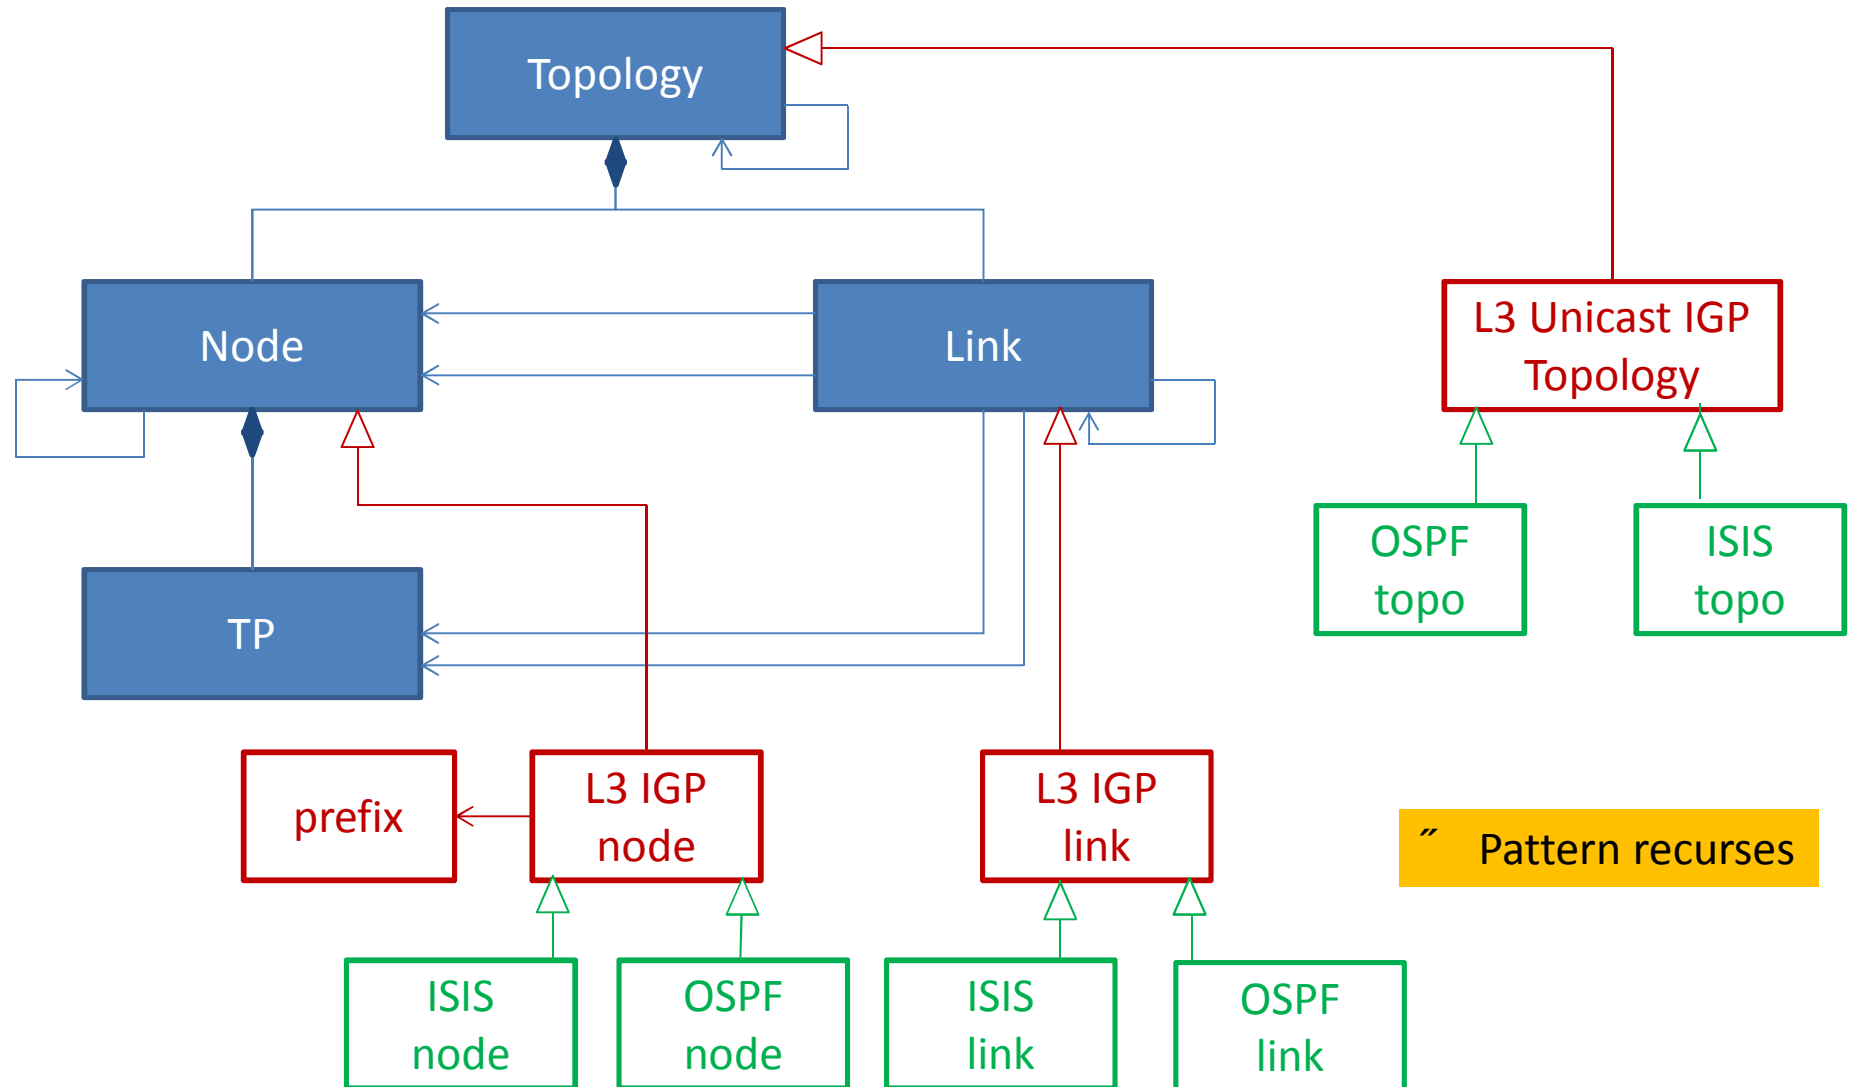 Topology
Node
Link
L3 Unicast IGP
Topology
OSPF
topo
ISIS
topo
TP
prefix
L3 IGP
node
L3 IGP
link
˝ Pattern recurses
ISIS
node
OSPF
node
ISIS
link
OSPF
link